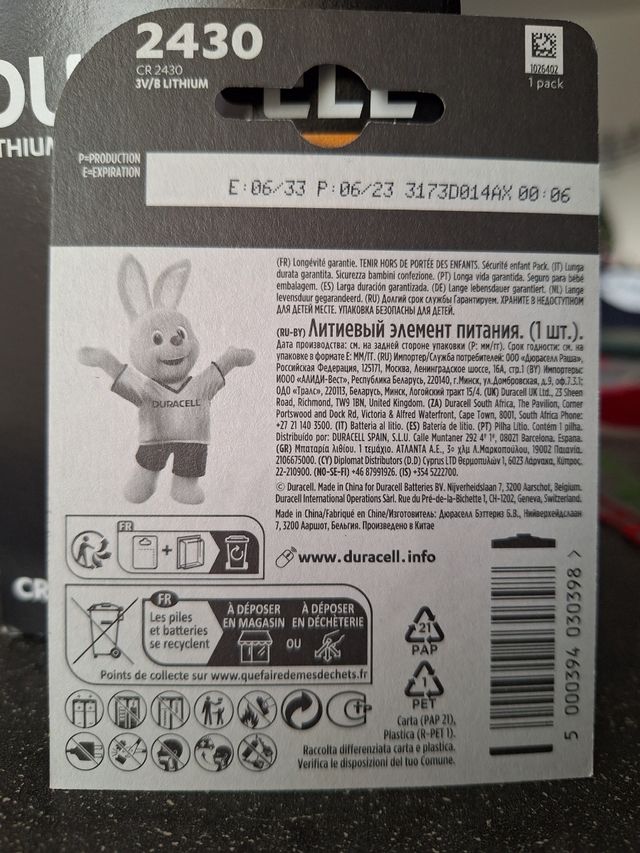 2430
CR 2430
3V/B LITHIUM
1026402
1 pack
P=PRODUCTION
E=EXPIRATION
E:06/33 P:06/23 3173D014AX 00:06
(FR) Longévité garantie. TENIR HORS DE PORTÉE DES ENFANTS. Sécurité enfant Pack. (IT) Lunga
durata garantita. Sicurezza bambini confezione. (PT) Longa vida garantida. Seguro para bébé
embalagem. (ES) Larga duración garantizada. (DE) Lange lebensdauer garantiert. (NL) Lange
levensduur gegarandeerd. (RU) Долгий срок службы Гарантируем. ХРАНИТЕ В НЕДОСТУПНОМ
ДЛЯ ДЕТЕЙ МЕСТЕ. УПАКОВКА БЕЗОПАСНЫ ДЛЯ ДЕТЕЙ.
(RU-BY) Литиевый элемент питания. (1 шт.).
Дата производства: см. на задней стороне упаковки (P: мм/гг). Срок годности: см. на
упаковке в формате E: ММ/ГГ. (RU) Импортер/Служба потребителей: ООО «Дюраселл Раша»,
Российская Федерация, 125171, Москва, Ленинградское шоссе, 16А, стр.1 (BY) Импортеры:
ИООО «АЛИДИ-Вест», Республика Беларусь, 220140, г.Минск, ул.Домбровская, д.9, оф.7.3.1;
ОДО «Тралс», 220113, Беларусь, Минск, Логойский тракт 15/4. (UK) Duracell UK Ltd., 23 Sheen
Road, Richmond, TW9 1BN, United Kingdom. (ZA) Duracell South Africa, The Pavilion, Corner
Portswood and Dock Rd, Victoria & Alfred Waterfront, Cape Town, 8001, South Africa Phone:
+27 21 140 3500. (IT) Batteria al litio. (ES) Batería de litio. (PT) Pilha Lítio. Contém 1 pilha.
Distribuído por: DURACELL SPAIN, S.L.U. Calle Muntaner 292 4º 1ª, 08021 Barcelona. Espana.
(GR) Μπαταρία λιθίου. 1 τεμάχιο. ΑΤΛΑΝΤΑ Α.Ε., 3ο χλμ Λ.Μαρκοπούλου, 19002 Παιανία,
2106675000. (CY) Diplomat Distributors (D.D) Cyprus LTD Θερμοπυλών 1, 6023 Λάρνακα, Κύπρος.
22-210900. (NO-SE-FI) +46 87991926. (IS) +354 5222700.
© Duracell. Made in China for Duracell Batteries BV. Nijverheidslaan 7, 3200 Aarschot, Belgium.
Duracell International Operations Sàrl. Rue du Pré-de-la-Bichette 1, CH-1202, Geneva, Switzerland.
Made in China/Fabriqué en Chine/Изготовитель: Дюраселл Бэттериз Б.В., Нийверхейдслаан
7, 3200 Ааршот, Бельгия. Произведено в Китае
DURACELL
FR
www.duracell.info
FR
Les piles
et batteries
se recyclent
À DÉPOSER
EN MAGASIN
OU
À DÉPOSER
EN DÉCHÈTERIE
Points de collecte sur www.quefairedemesdechets.fr
21
PAP
1
PET
Carta (PAP 21),
Plastica (R-PET 1).
Raccolta differenziata carta e plastica.
Verifica le disposizioni del tuo Comune.
5 000394 030398 >
DU
THIUM
CR